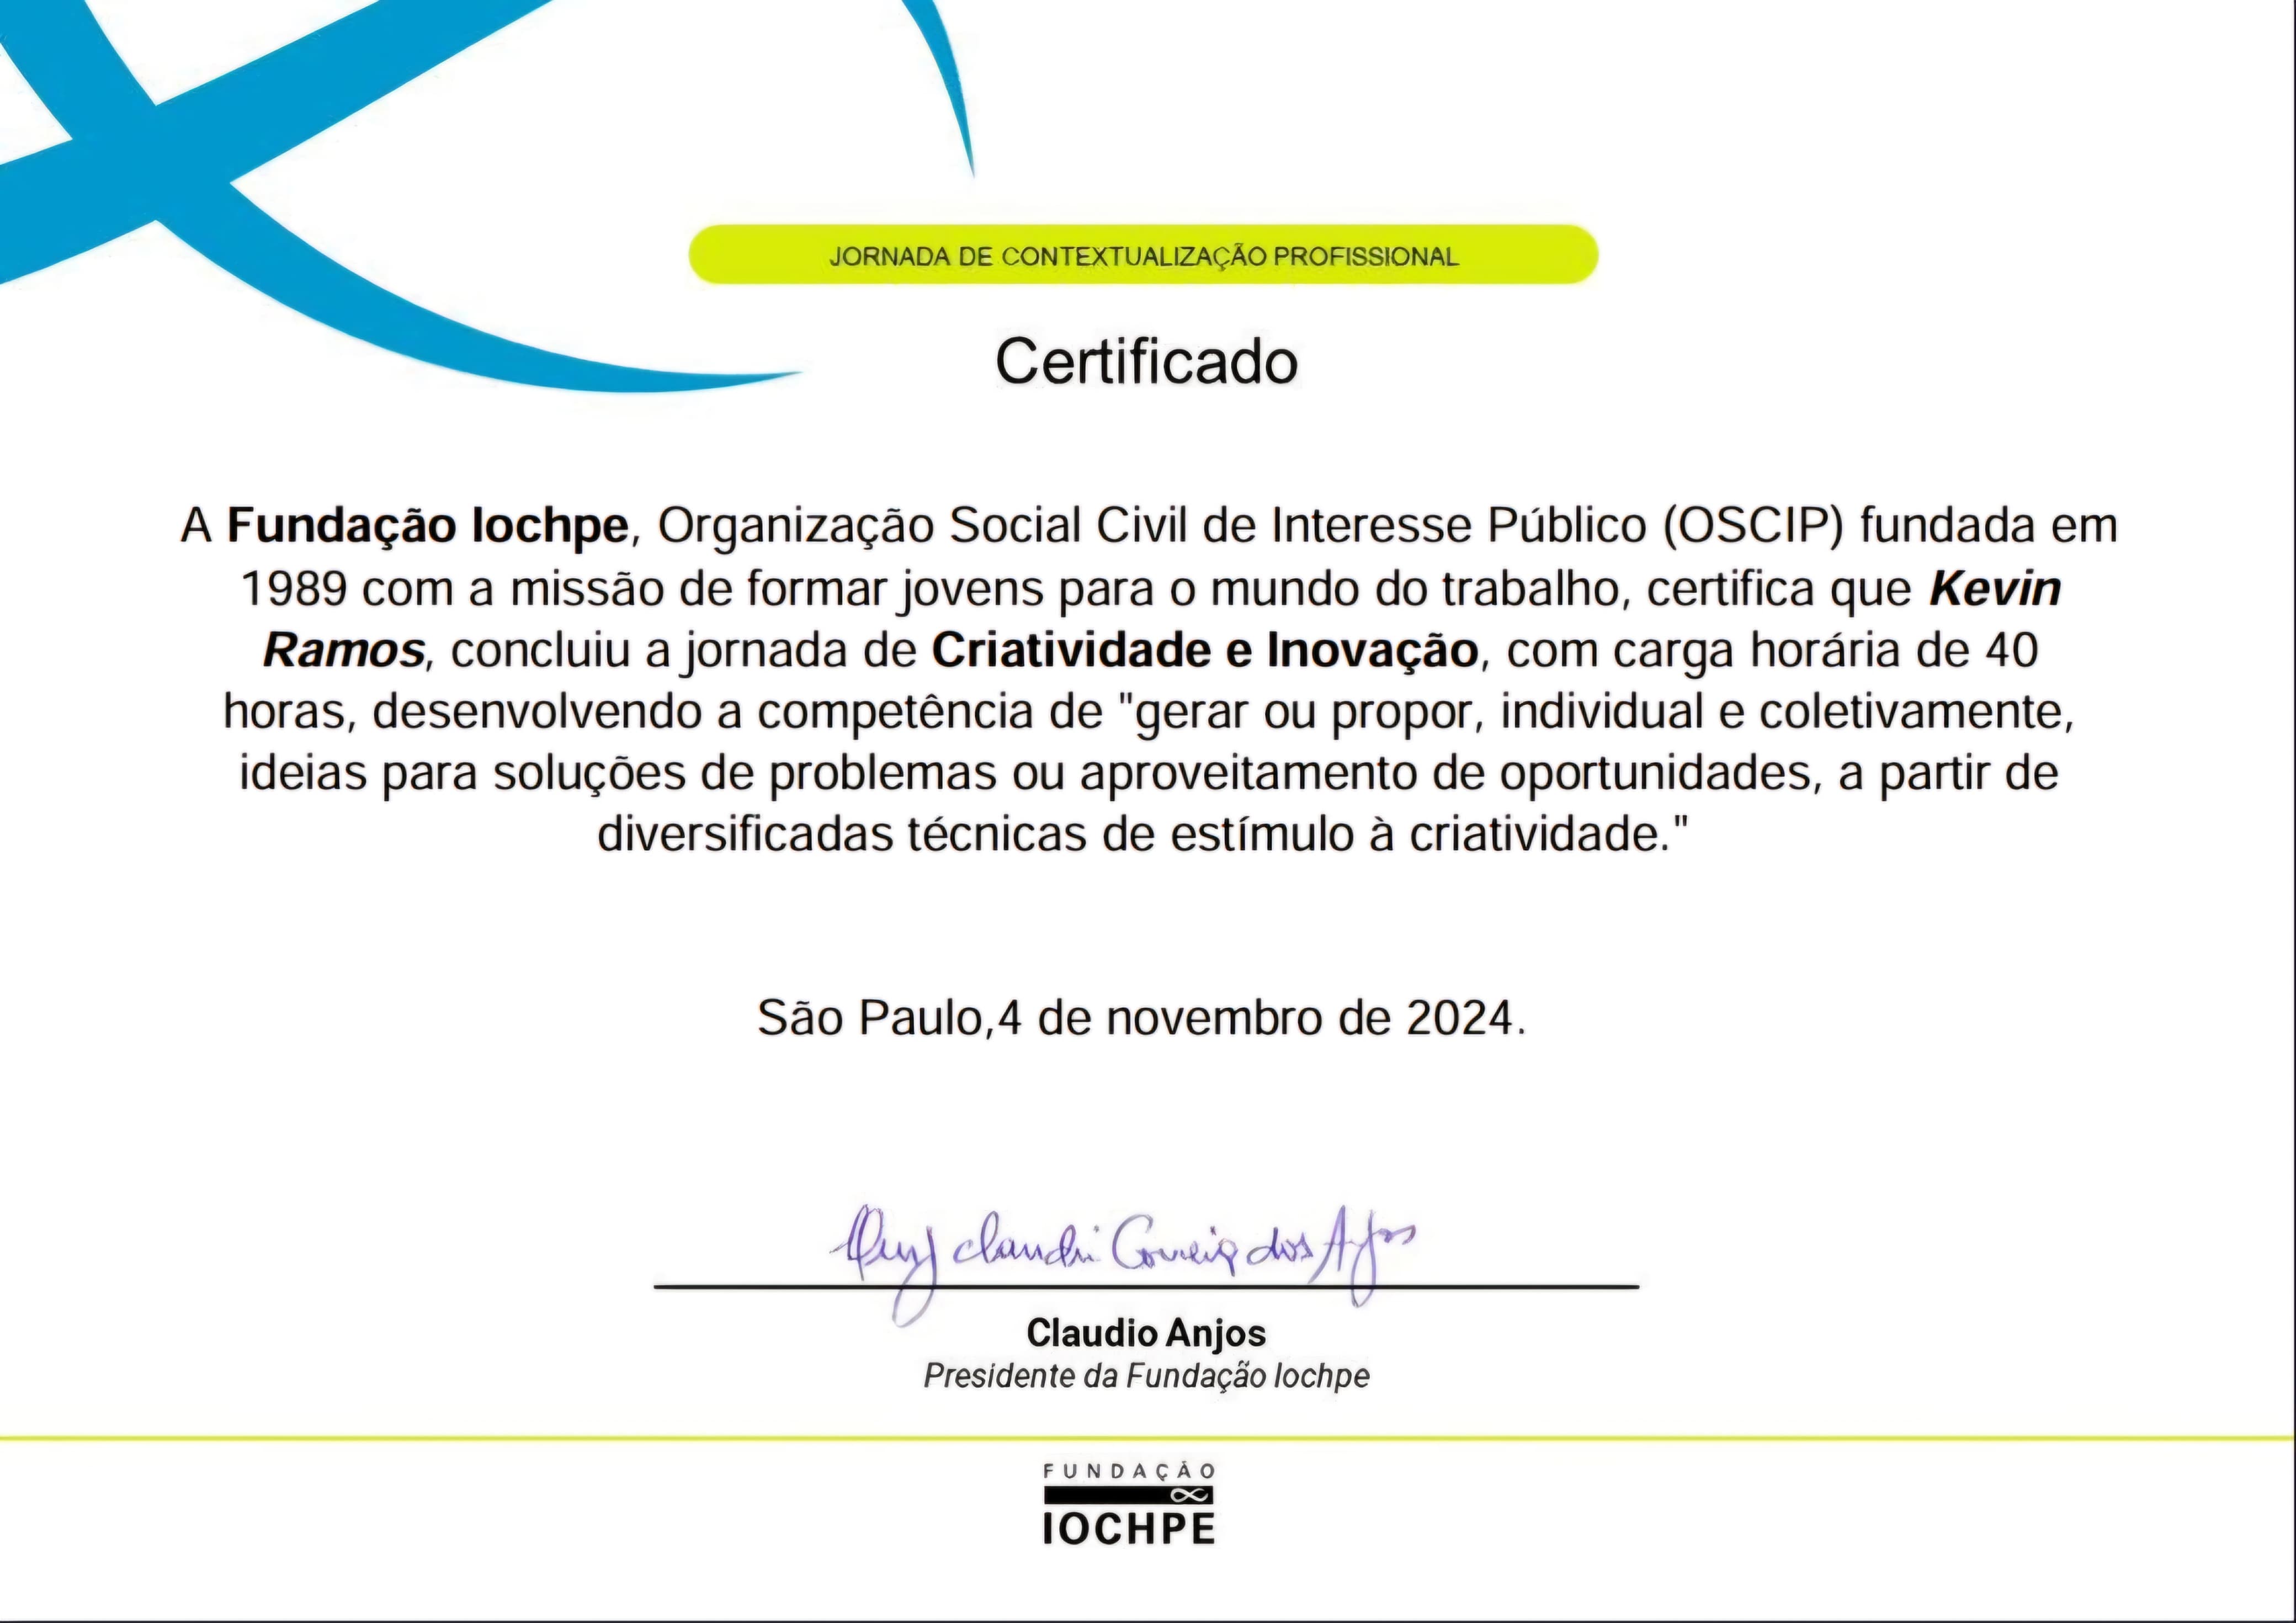 JORNADA DE CONTEXTUALIZAÇÃO PROFISSIONAL
Certificado
A Fundação Iochpe, Organização Social Civil de Interesse Público (OSCIP) fundada em
1989 com a missão de formar jovens para o mundo do trabalho, certifica que Kevin
Ramos, concluiu a jornada de Criatividade e Inovação, com carga horária de 40
horas, desenvolvendo a competência de "gerar ou propor, individual e coletivamente,
ideias para soluções de problemas ou aproveitamento de oportunidades, a partir de
diversificadas técnicas de estímulo à criatividade."
São Paulo,4 de novembro de 2024.
dos Anjos
Claudio Anjos
Presidente da Fundação Iochpe
FUNDAÇÃO
IOCHPE